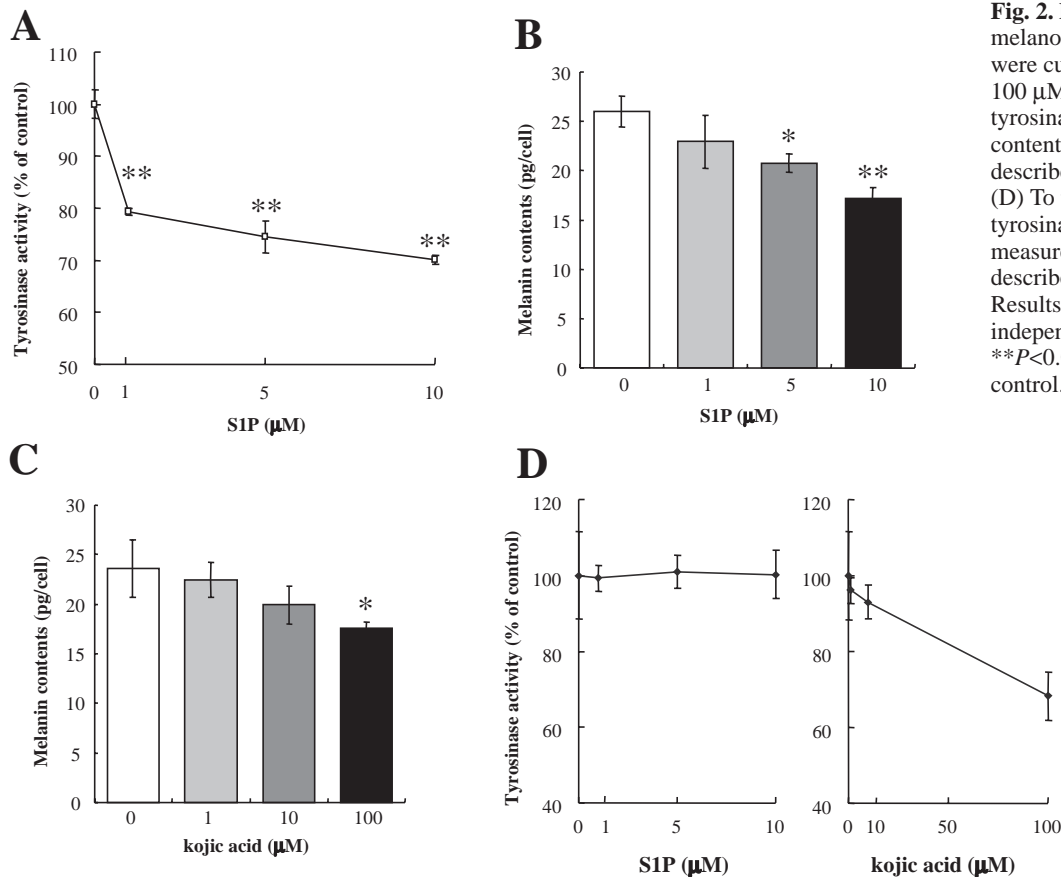 A
110
100
90
80
70
60
50
Tyrosinase activity (% of control)
**
**
**
0 1 5 10
S1P (μM)
B
30
25
20
15
10
5
0
Melanin contents (pg/cell)
*
**
0 1 5 10
S1P (μM)
Fig. 2.
melano
were cu
100 μM
tyrosina
content
describe
(D) To
tyrosina
measure
describe
Results
indepen
**P<0.
control.
C
30
25
20
15
10
5
0
Melanin contents (pg/cell)
*
0 1 10 100
kojic acid (μM)
D
120
100
80
60
40
Tyrosinase activity (% of control)
0 1 5 10
S1P (μM)
120
100
80
60
40
0 10 50 100
kojic acid (μM)